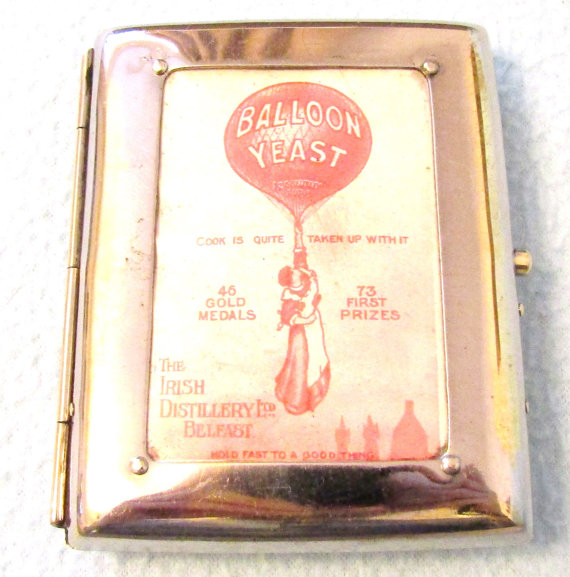 BALLOON
YEAST
COOK IS QUITE TAKEN UP WITH IT
46
GOLD
MEDALS
73
FIRST
PRIZES
THE
IRISH
DISTILLERY LTD
BELFAST.
HOLD FAST TO A GOOD THING